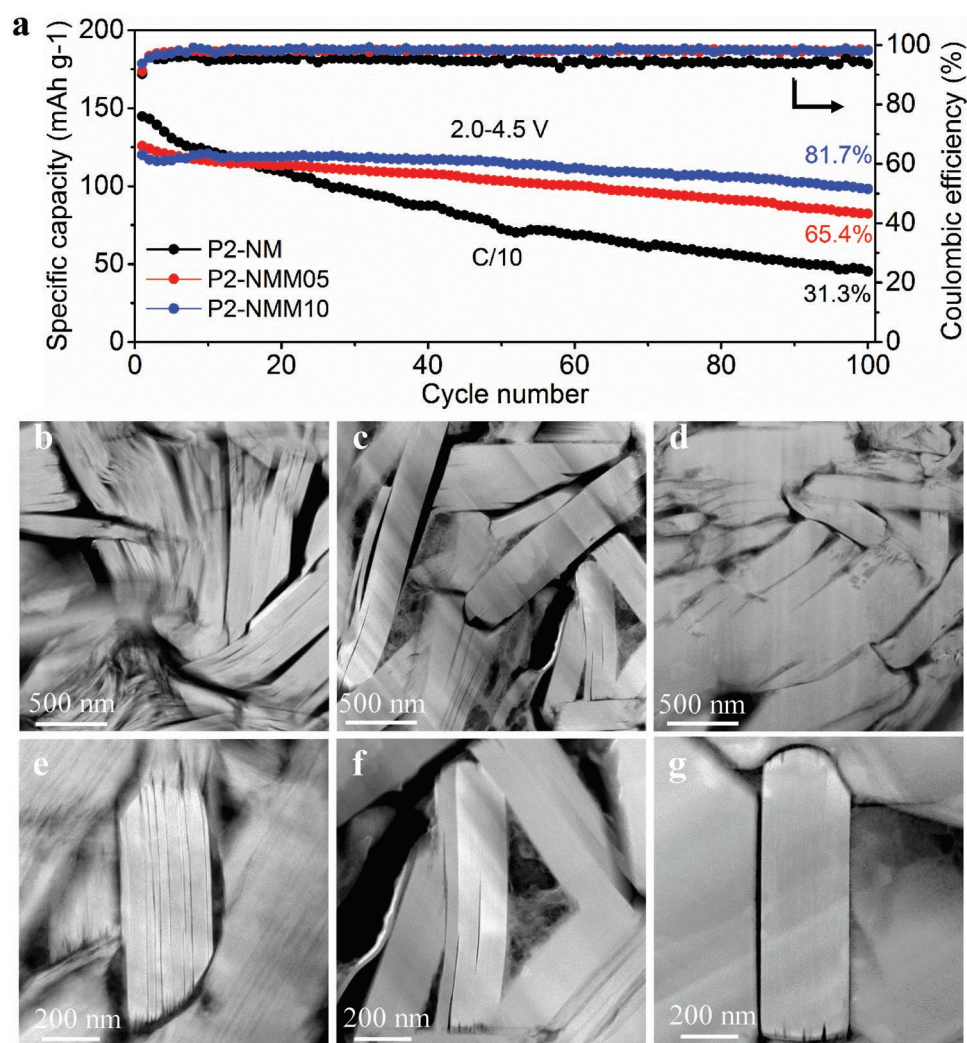 a
Specific capacity (mAh g-1)
200
150
100
50
0
2.0-4.5 V
C/10
81.7%
65.4%
31.3%
P2-NM
P2-NMM05
P2-NMM10
0 20 40 60 80 100
Cycle number
100
80
60
40
20
0
Coulombic efficiency (%)
b
500 nm
c
500 nm
d
500 nm
e
200 nm
f
200 nm
g
200 nm